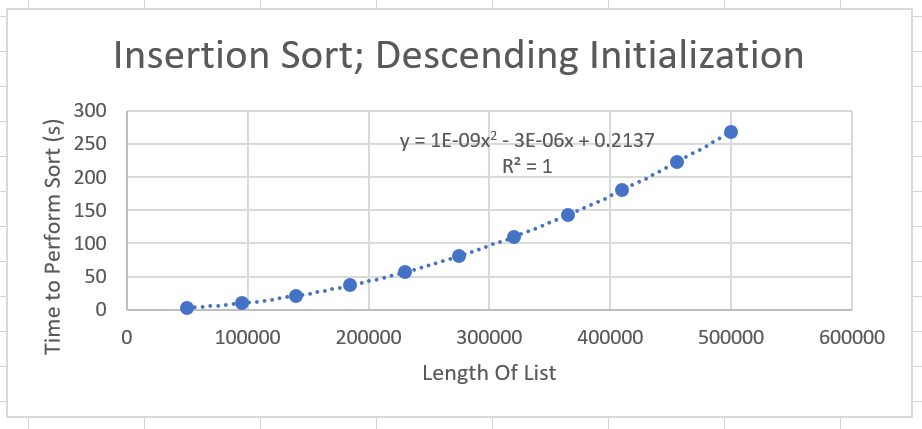 Insertion Sort; Descending Initialization
Time to Perform Sort (s)
300
250
200
150
100
50
0
y = 1E-09x² - 3E-06x + 0.2137
R² = 1
0 100000 200000 300000 400000 500000 600000
Length Of List